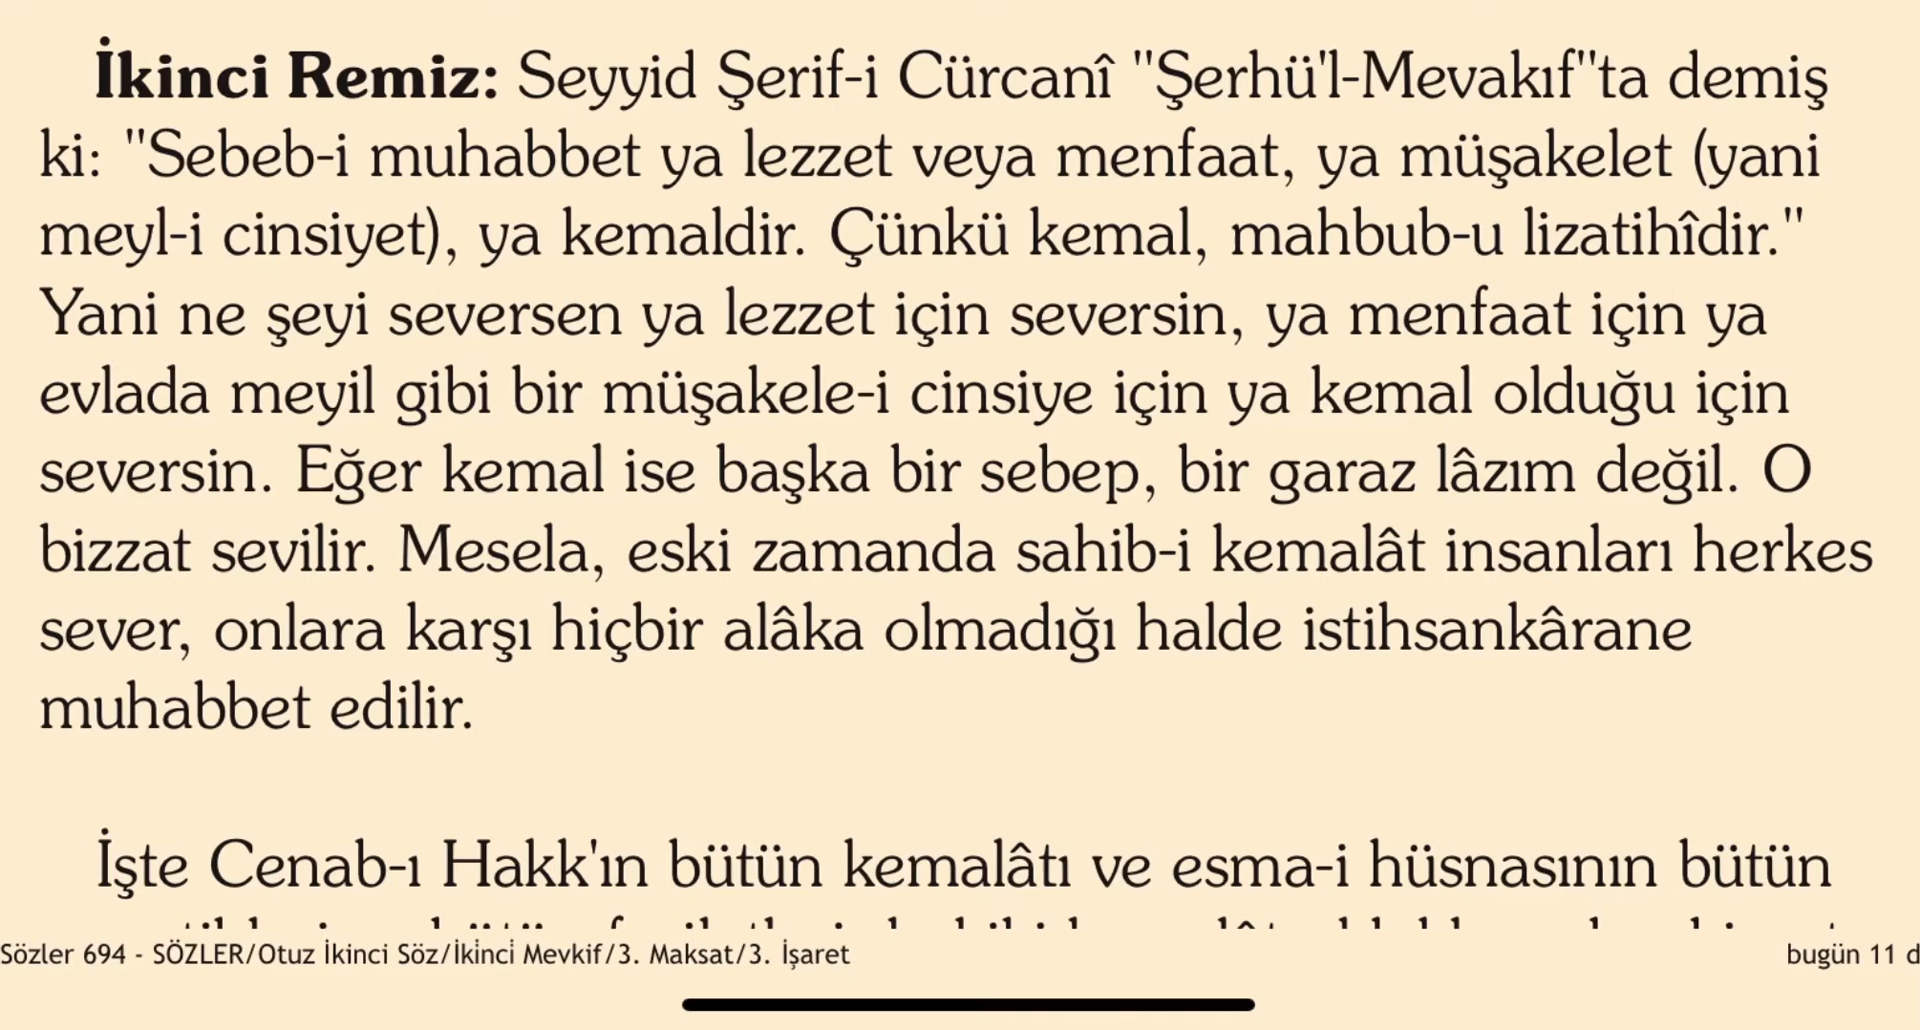 İkinci Remiz: Seyyid Şerif-i Cürcanî "Şerhü'l-Mevakıf"ta demiş
ki: "Sebeb-i muhabbet ya lezzet veya menfaat, ya müşakelet (yani
meyl-i cinsiyet), ya kemaldir. Çünkü kemal, mahbub-u lizatihîdir."
Yani ne şeyi seversen ya lezzet için seversin, ya menfaat için ya
evlada meyil gibi bir müşakele-i cinsiye için ya kemal olduğu için
seversin. Eğer kemal ise başka bir sebep, bir garaz lâzım değil. O
bizzat sevilir. Mesela, eski zamanda sahib-i kemalât insanları herkes
sever, onlara karşı hiçbir alâka olmadığı halde istihsankârane
muhabbet edilir.
İşte Cenab-ı Hakk'ın bütün kemalâtı ve esma-i hüsnasının bütün
Sözler 694 - SÖZLER/Otuz İkinci Söz/İkinci Mevkif/3. Maksat/3. İşaret
bugün 11 d